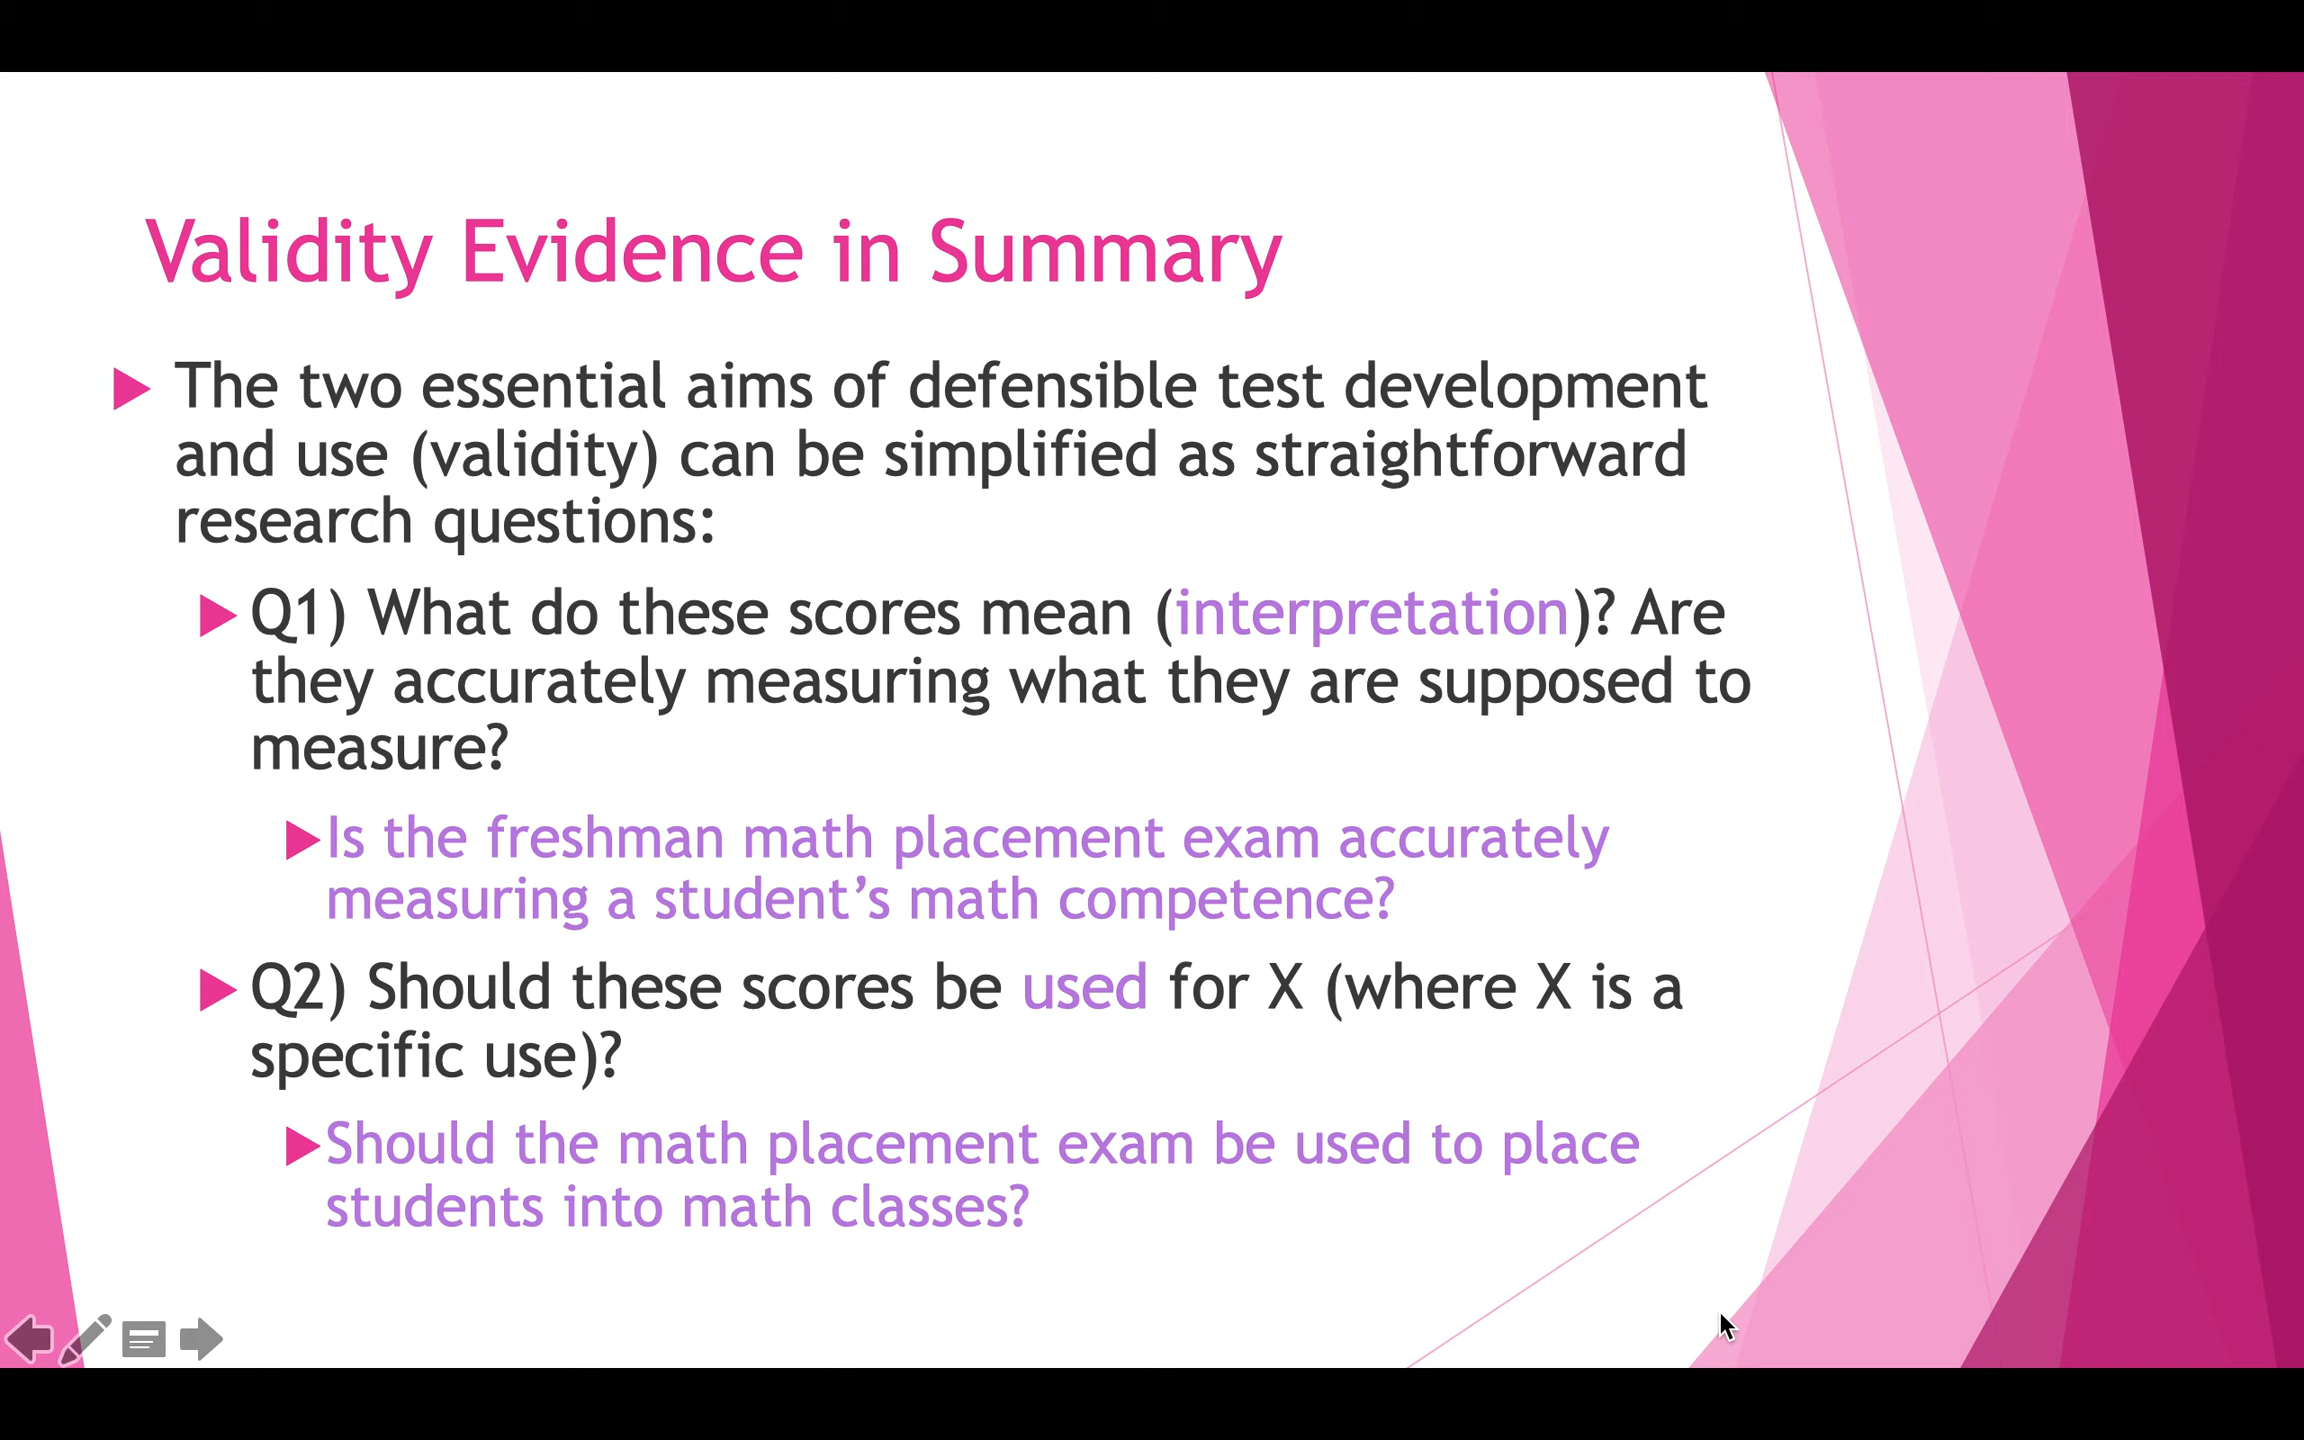 Validity Evidence in Summary
The two essential aims of defensible test development
and use (validity) can be simplified as straightforward
research questions:
Q1) What do these scores mean (interpretation)? Are
they accurately measuring what they are supposed to
measure?
Is the freshman math placement exam accurately
measuring a student’s math competence?
Q2) Should these scores be used for X (where X is a
specific use)?
Should the math placement exam be used to place
students into math classes?